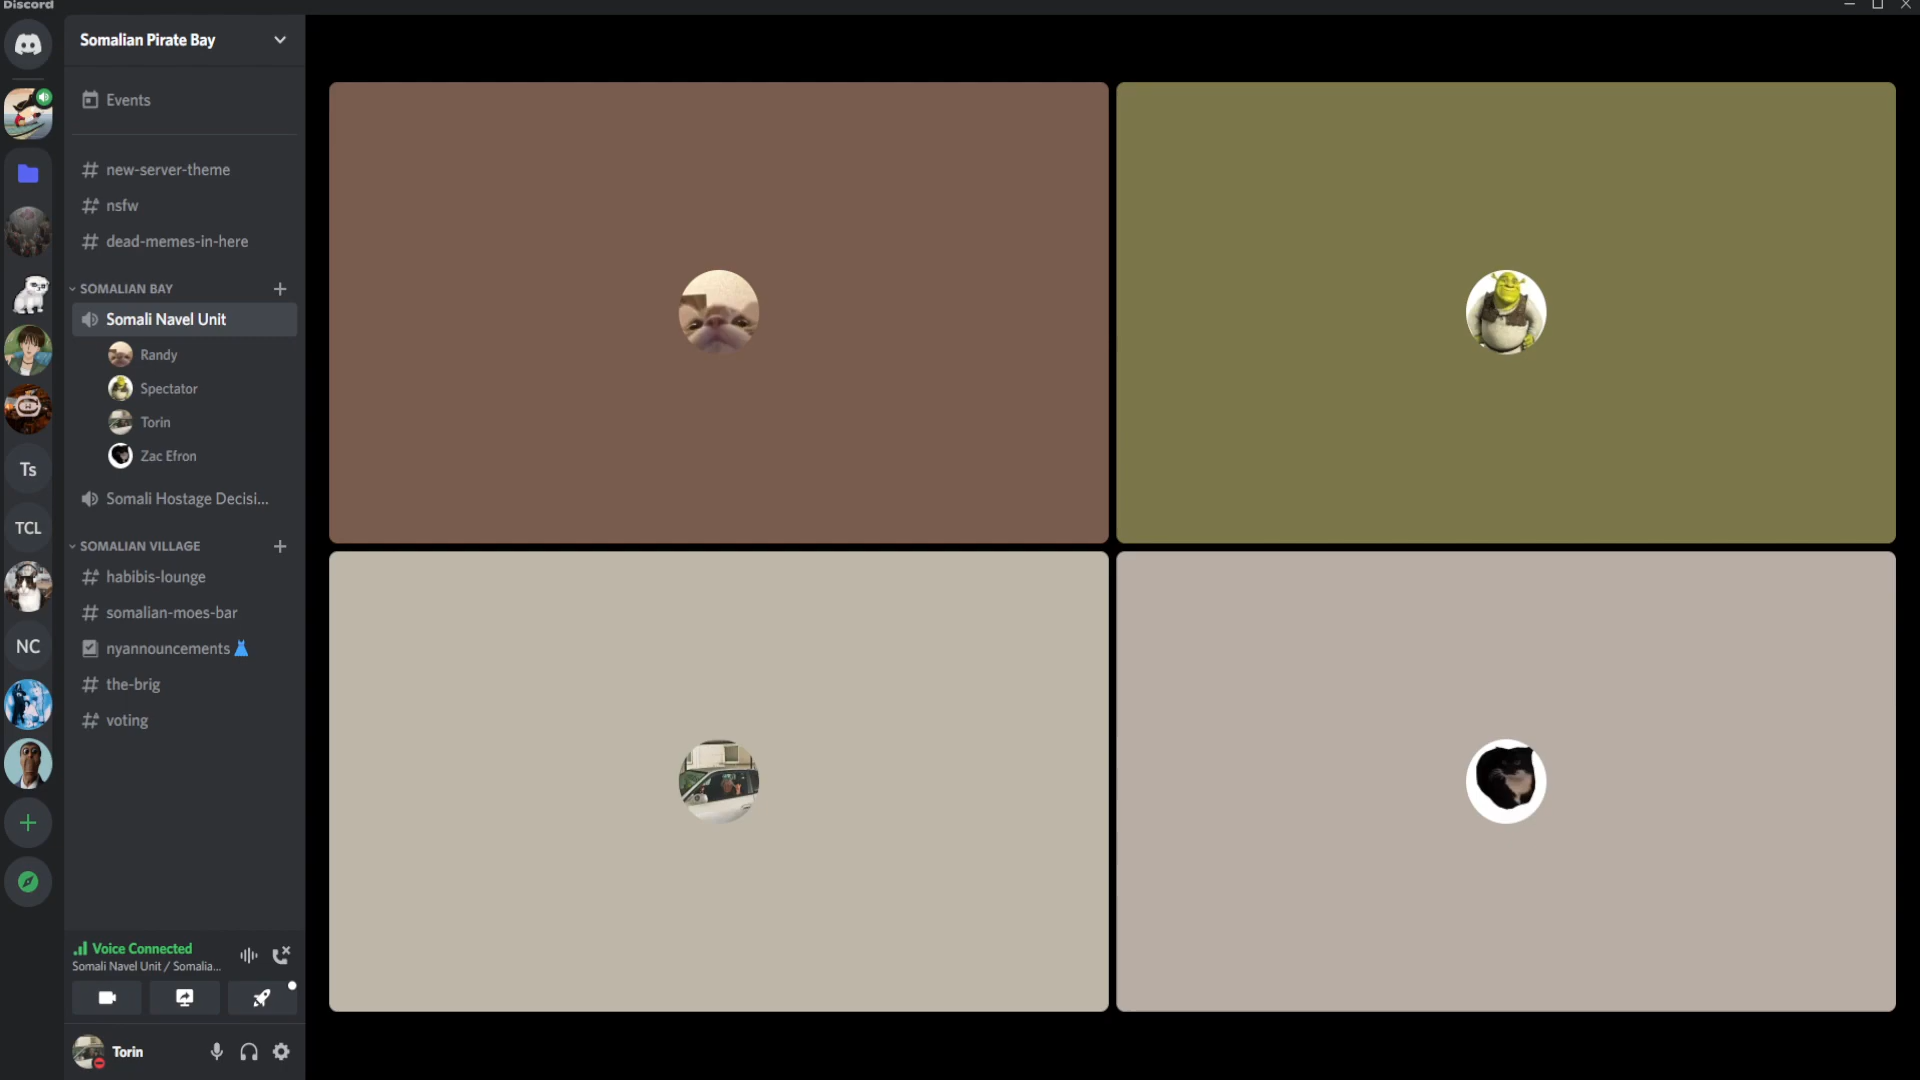 Discord
Somalian Pirate Bay
Events
new-server-theme
nsfw
dead-memes-in-here
SOMALIAN BAY
Somali Navel Unit
Randy
Spectator
Torin
Zac Efron
Ts
Somali Hostage Decisi...
TCL
SOMALIAN VILLAGE
habibis-lounge
somalian-moes-bar
NC
nyannouncements
the-brig
voting
Voice Connected
Somali Navel Unit / Somalia...
Torin